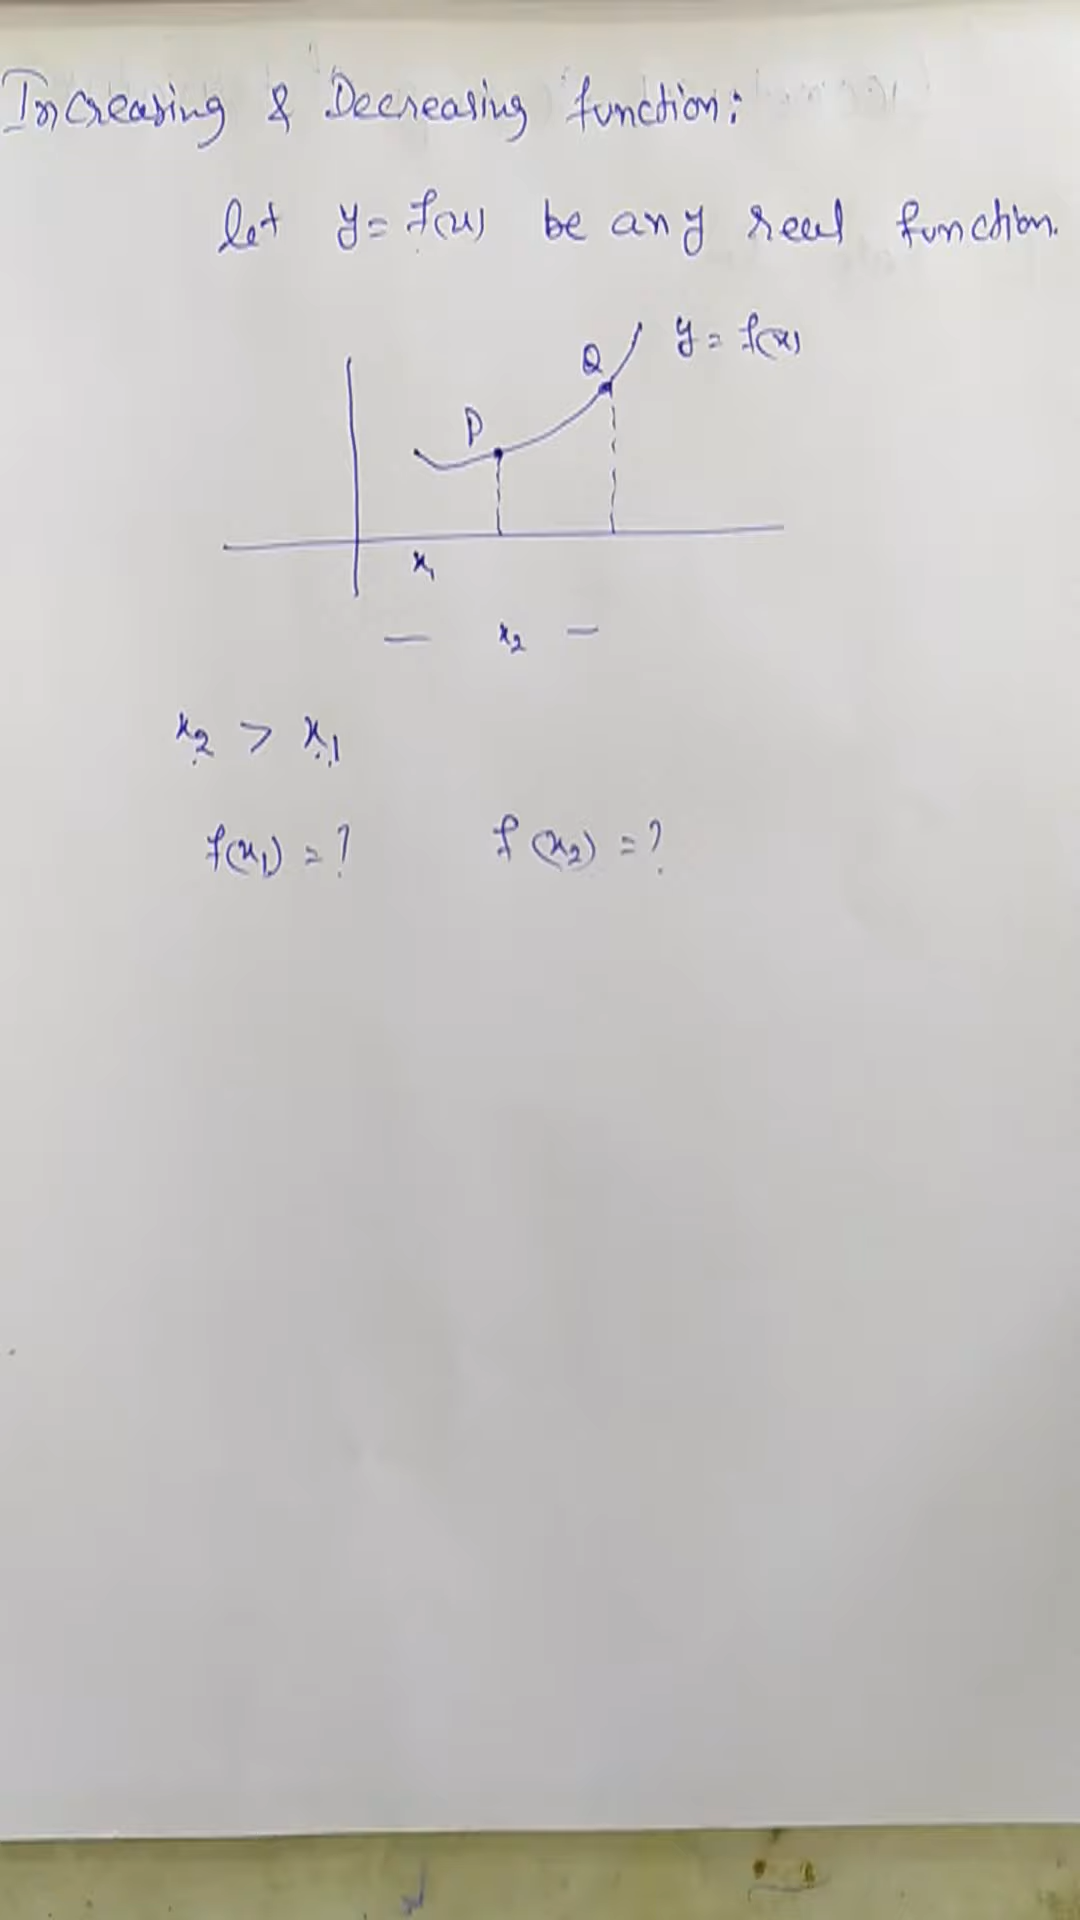 Increasing & Decreasing function:
let y = f(x) be any real function.
Q y = f(x)
P
x₁
— x₂ —
x₂ > x₁
f(x₁) = ? f(x₂) = ?